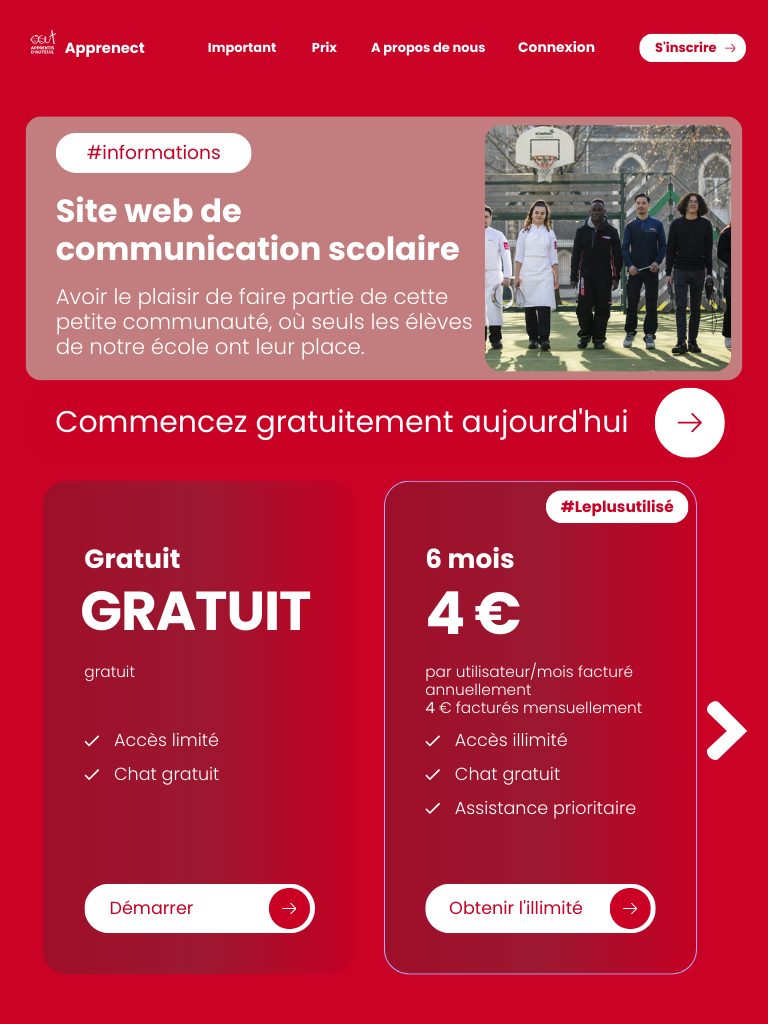 APPRENTIS
D'AUTEUIL
Apprenect
Important
Prix
A propos de nous
Connexion
S'inscrire
#informations
Site web de
communication scolaire
Avoir le plaisir de faire partie de cette
petite communauté, où seuls les élèves
de notre école ont leur place.
Commencez gratuitement aujourd'hui
Gratuit
GRATUIT
gratuit
Accès limité
Chat gratuit
Démarrer
#Leplusutilisé
6 mois
4 €
par utilisateur/mois facturé
annuellement
4 € facturés mensuellement
Accès illimité
Chat gratuit
Assistance prioritaire
Obtenir l'illimité